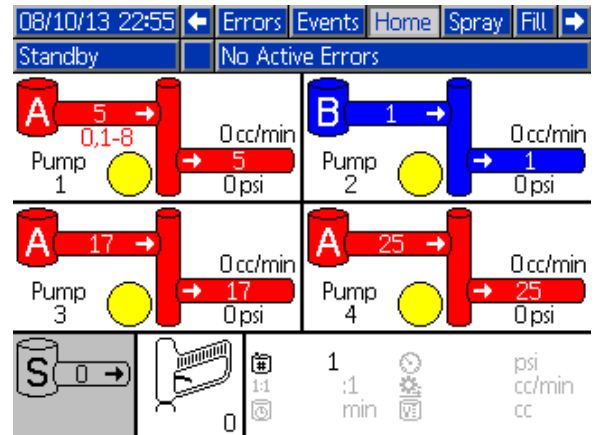 08/10/13 22:55 Errors Events Home Spray Fill
Standby No Active Errors
A 5
0,1-8
0 cc/min
Pump
1
5
0 psi
B 1
0 cc/min
Pump
2
1
0 psi
A 17
0 cc/min
Pump
3
17
0 psi
A 25
0 cc/min
Pump
4
25
0 psi
S 0
0
# 1 psi
1:1 :1 cc/min
min cc